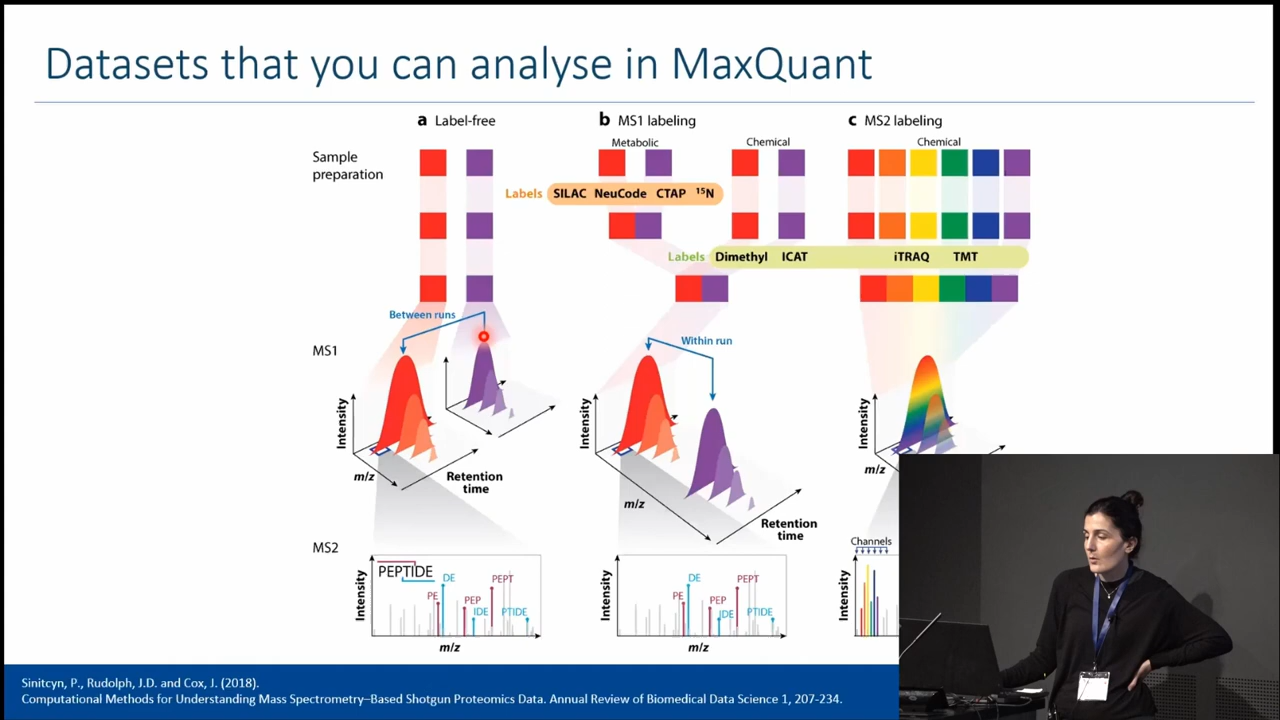 Datasets that you can analyse in MaxQuant
a Label-free
b MS1 labeling
c MS2 labeling
Metabolic
Chemical
Chemical
Sample
preparation
Labels SILAC NeuCode CTAP ¹⁵N
Labels Dimethyl ICAT iTRAQ TMT
Between runs
Within run
MS1
Intensity
m/z
Retention
time
Intensity
m/z
Retention
time
Intensity
m/z
MS2
Intensity
PEPTIDE
PE
DE
PEP
IDE
PEPT
PTIDE
m/z
Intensity
PE
DE
PEP
IDE
PEPT
PTIDE
m/z
Channels
Intensity
Sinitcyn, P., Rudolph, J.D. and Cox, J. (2018).
Computational Methods for Understanding Mass Spectrometry–Based Shotgun Proteomics Data. Annual Review of Biomedical Data Science 1, 207-234.